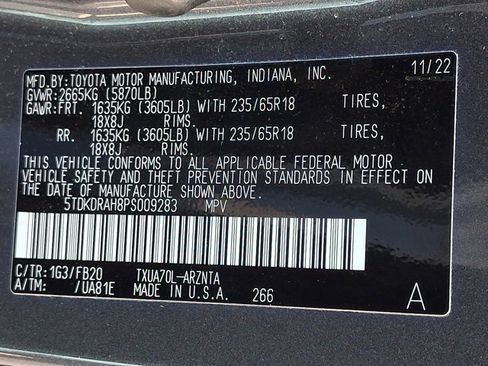 MFD.BY:TOYOTA MOTOR MANUFACTURING, INDIANA, INC. 11/22
GVWR:2665KG (5870LB)
GAWR:FRT. 1635KG (3605LB) WITH 235/65R18 TIRES,
18X8J RIMS.
RR. 1635KG (3605LB) WITH 235/65R18 TIRES,
18X8J RIMS.
THIS VEHICLE CONFORMS TO ALL APPLICABLE FEDERAL MOTOR
VEHICLE SAFETY AND THEFT PREVENTION STANDARDS IN EFFECT ON
THE DATE OF MANUFACTURE SHOWN ABOVE.
5TDKDRAH8PS009283 MPV
C/TR:1G3/FB20 TXUA70L-ARZNTA
A/TM: /UA81E MADE IN U.S.A. 266 A